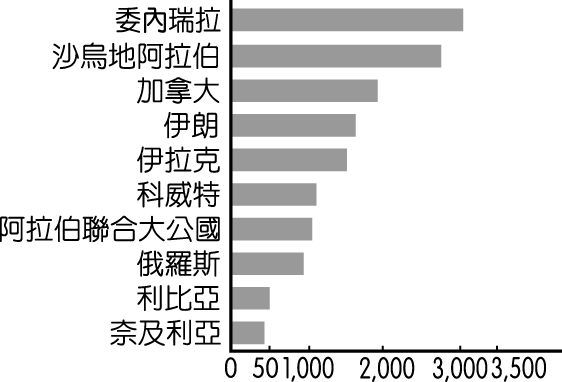 委內瑞拉
沙烏地阿拉伯
加拿大
伊朗
伊拉克
科威特
阿拉伯聯合大公國
俄羅斯
利比亞
奈及利亞
0 501,000 2,000 3,000 3,500